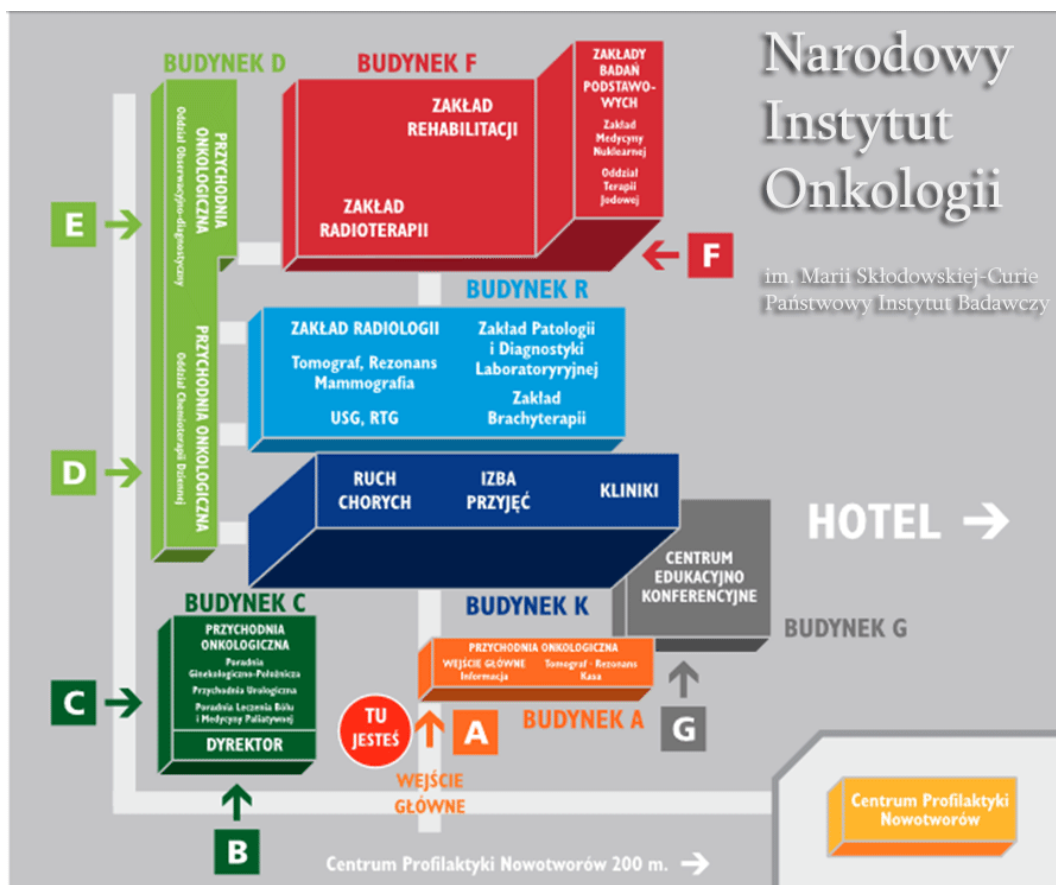 Narodowy
Instytut
Onkologii
im. Marii Skłodowskiej-Curie
Państwowy Instytut Badawczy
BUDYNEK D
PRZYCHODNIA
ONKOLOGICZNA
Oddział Obserwacyjno-diagnostyczny
PRZYCHODNIA ONKOLOGICZNA
Oddział Chemioterapii Dziennej
E
D
BUDYNEK F
ZAKŁAD
REHABILITACJI
ZAKŁAD
RADIOTERAPII
ZAKŁADY
BADAŃ
PODSTAWO-
WYCH
Zakład
Medycyny
Nuklearnej
Oddział
Terapii
Jodowej
F
BUDYNEK R
ZAKŁAD RADIOLOGII
Tomograf, Rezonans
Mammografia
USG, RTG
Zakład Patologii
i Diagnostyki
Laboratoryryjnej
Zakład
Brachyterapii
RUCH
CHORYCH
IZBA
PRZYJĘĆ
KLINIKI
BUDYNEK K
HOTEL →
CENTRUM
EDUKACYJNO
KONFERENCYJNE
BUDYNEK G
G
BUDYNEK C
PRZYCHODNIA
ONKOLOGICZNA
Poradnia
Ginekologiczno-Położnicza
Przychodnia Urologiczna
Poradnia Leczenia Bólu
i Medycyny Paliatywnej
DYREKTOR
C
B
PRZYCHODNIA ONKOLOGICZNA
WEJŚCIE GŁÓWNE
Informacja
Tomograf - Rezonans
Kasa
BUDYNEK A
A
TU
JESTEŚ
WEJŚCIE
GŁÓWNE
Centrum Profilaktyki
Nowotworów
Centrum Profilaktyki Nowotworów 200 m. →